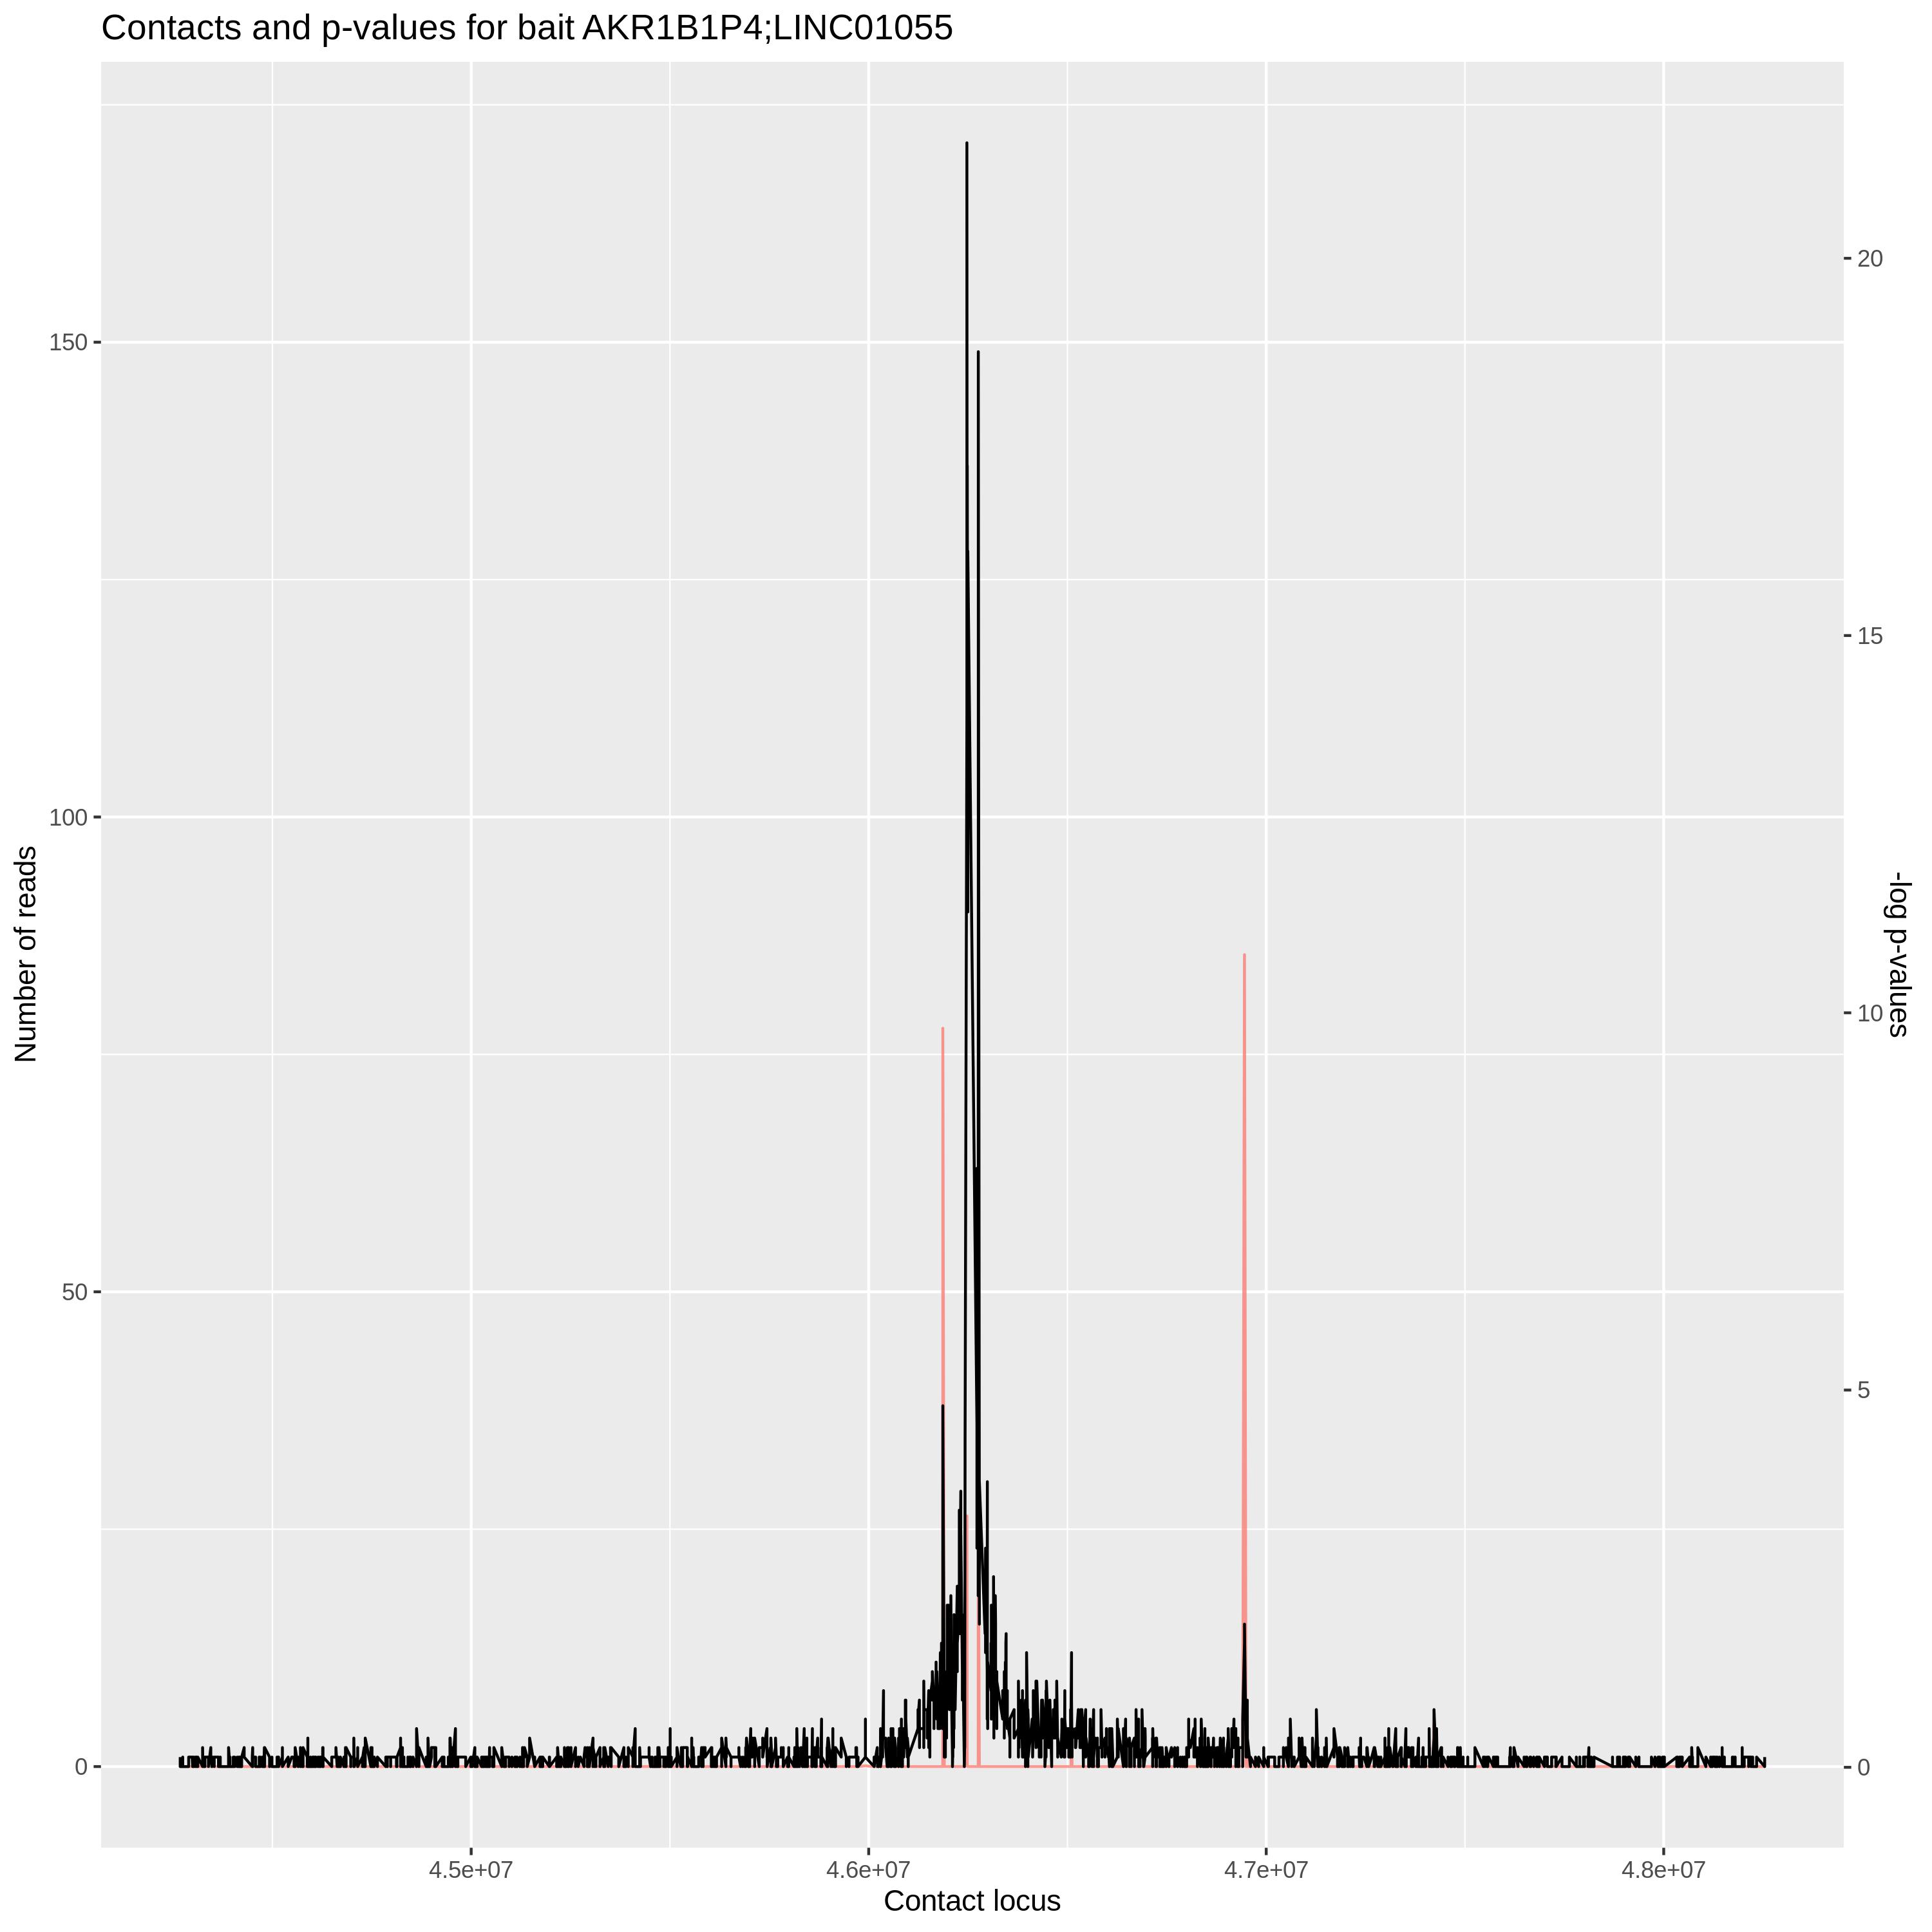 Contacts and p-values for bait AKR1B1P4;LINC01055
Number of reads
150
100
50
0
20
15
10
5
0
-log p-values
4.5e+07
4.6e+07
4.7e+07
4.8e+07
Contact locus